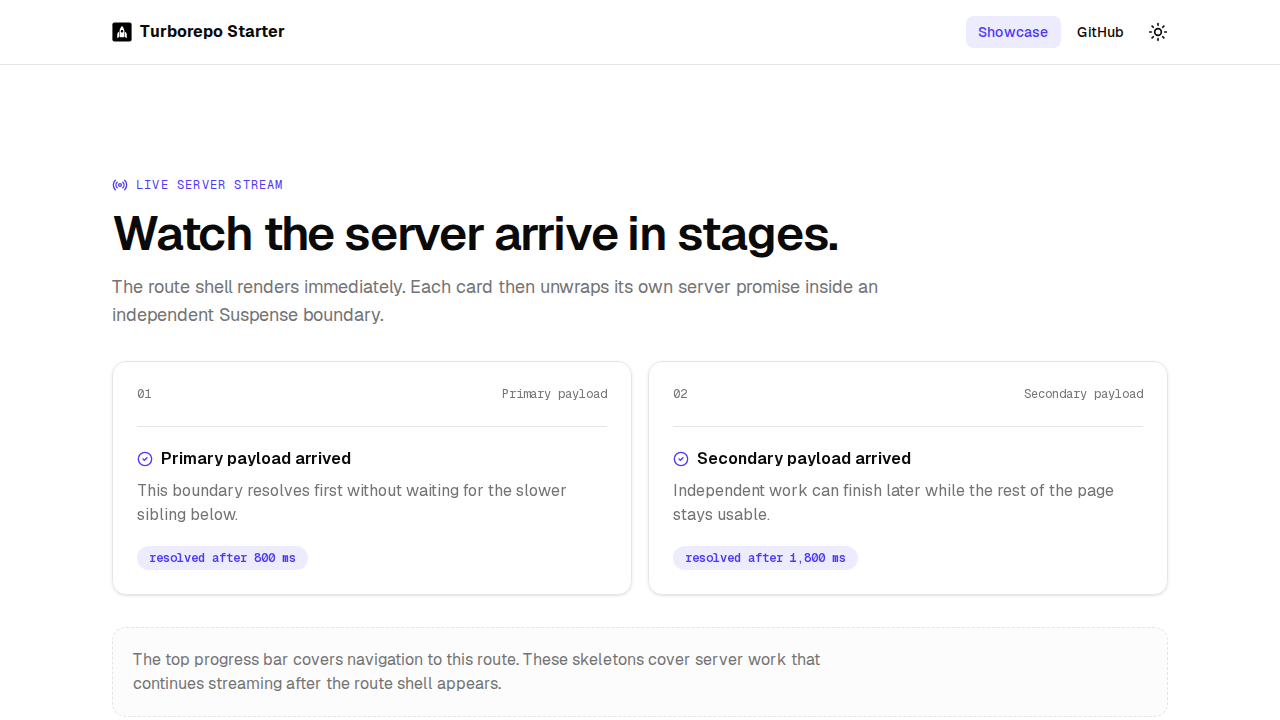 Turborepo Starter
Showcase
GitHub
LIVE SERVER STREAM
Watch the server arrive in stages.
The route shell renders immediately. Each card then unwraps its own server promise inside an
independent Suspense boundary.
01
Primary payload
Primary payload arrived
This boundary resolves first without waiting for the slower
sibling below.
resolved after 800 ms
02
Secondary payload
Secondary payload arrived
Independent work can finish later while the rest of the page
stays usable.
resolved after 1,800 ms
The top progress bar covers navigation to this route. These skeletons cover server work that
continues streaming after the route shell appears.